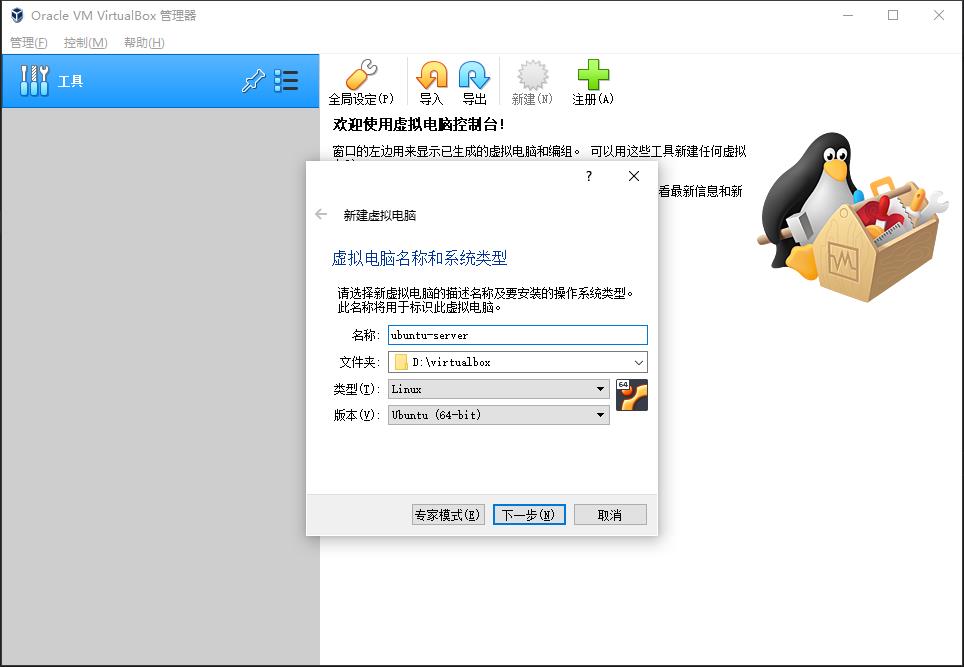 Oracle VM VirtualBox 管理器
管理(F) 控制(M) 帮助(H)
工具
全局设定(P) 导入 导出 新建(N) 注册(A)
欢迎使用虚拟电脑控制台!
窗口的左边用来显示已生成的虚拟电脑和编组。 可以用这些工具新建任何虚拟
看最新信息和新
?
新建虚拟电脑
虚拟电脑名称和系统类型
请选择新虚拟电脑的描述名称及要安装的操作系统类型。
此名称将用于标识此虚拟电脑。
名称: ubuntu-server
文件夹: D:\virtualbox
类型(T): Linux
64
版本(V): Ubuntu (64-bit)
专家模式(E) 下一步(N) 取消